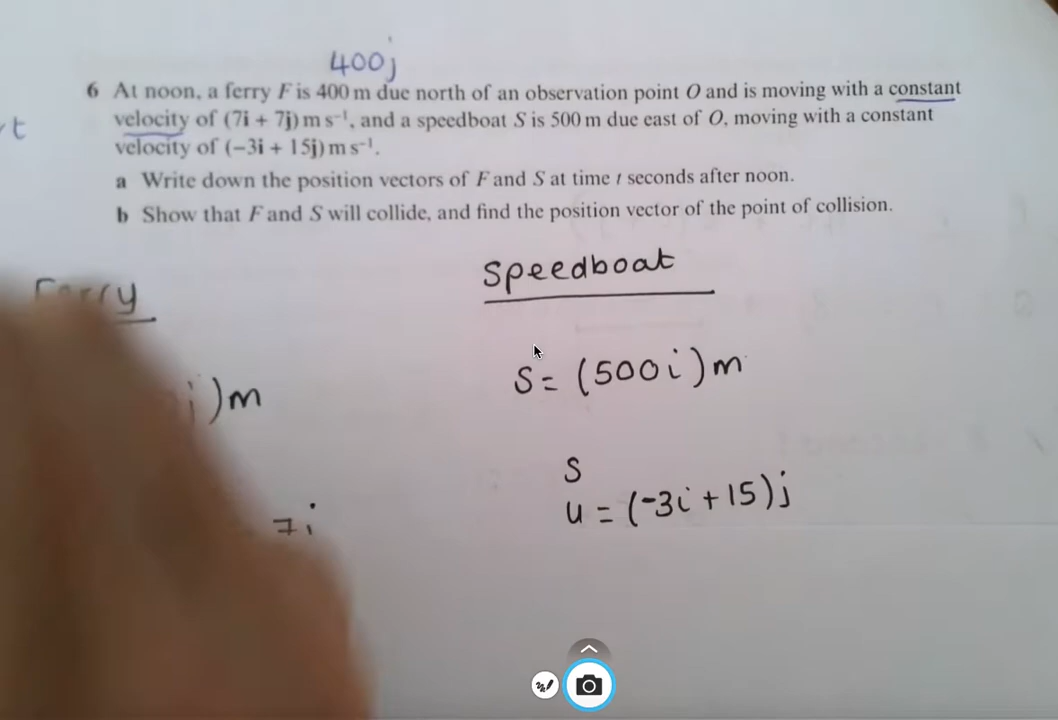 400j
6 At noon, a ferry F is 400 m due north of an observation point O and is moving with a constant
velocity of (7i + 7j) m s⁻¹, and a speedboat S is 500 m due east of O, moving with a constant
velocity of (−3i + 15j) m s⁻¹.
a Write down the position vectors of F and S at time t seconds after noon.
b Show that F and S will collide, and find the position vector of the point of collision.
Speedboat
)m
S = (500i)m
S
u = (-3i + 15)j